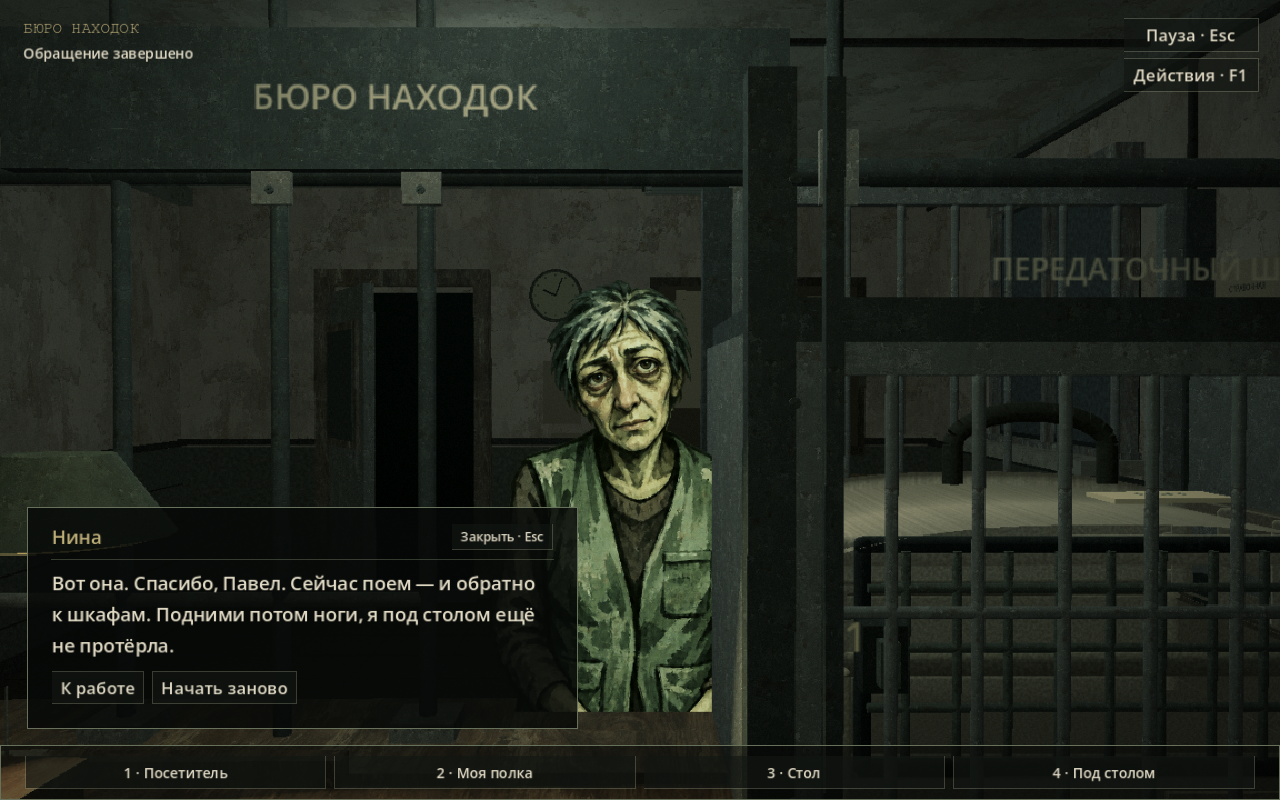 БЮРО НАХОДОК
Обращение завершено
Пауза · Esc
Действия · F1
БЮРО НАХОДОК
ПЕРЕДАТОЧНЫЙ
Нина
Закрыть · Esc
Вот она. Спасибо, Павел. Сейчас поем — и обратно
к шкафам. Подними потом ноги, я под столом ещё
не протёрла.
К работе
Начать заново
1 · Посетитель
2 · Моя полка
3 · Стол
4 · Под столом